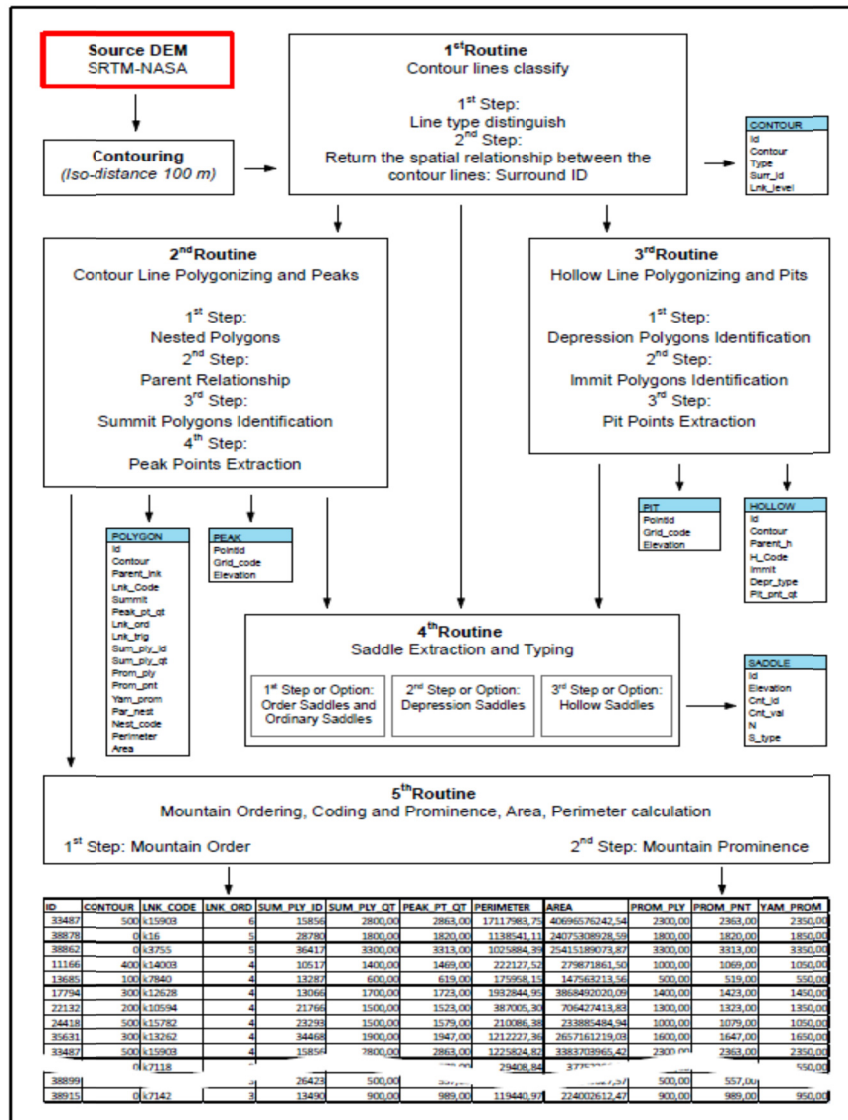 Source DEM
SRTM-NASA
Contouring
(Iso-distance 100 m)
1stRoutine
Contour lines classify
1st Step:
Line type distinguish
2nd Step:
Return the spatial relationship between the
contour lines: Surround ID
CONTOUR
Id
Contour
Type
Surr_id
Lnk_level
2ndRoutine
Contour Line Polygonizing and Peaks
1st Step:
Nested Polygons
2nd Step:
Parent Relationship
3rd Step:
Summit Polygons Identification
4th Step:
Peak Points Extraction
3rdRoutine
Hollow Line Polygonizing and Pits
1st Step:
Depression Polygons Identification
2nd Step:
Immit Polygons Identification
3rd Step:
Pit Points Extraction
POLYGON
Id
Contour
Parent_lnk
Lnk_Code
Summit
Peak_pt_qt
Lnk_ord
Lnk_trig
Sum_ply_id
Sum_ply_qt
Prom_ply
Prom_pnt
Yam_prom
Par_nest
Nest_code
Perimeter
Area
PEAK
Pointid
Grid_code
Elevation
PIT
Pointid
Grid_code
Elevation
HOLLOW
Id
Contour
Parent_h
H_Code
Immit
Depr_type
Pit_pnt_qt
4thRoutine
Saddle Extraction and Typing
1st Step or Option:
Order Saddles and
Ordinary Saddles
2nd Step or Option:
Depression Saddles
3rd Step or Option:
Hollow Saddles
SADDLE
Id
Elevation
Cnt_id
Cnt_val
N
S_type
5thRoutine
Mountain Ordering, Coding and Prominence, Area, Perimeter calculation
1st Step: Mountain Order
2nd Step: Mountain Prominence
ID CONTOUR LNK_CODE LNK_ORD SUM_PLY_ID SUM_PLY_QT PEAK_PT_QT PERIMETER AREA PROM_PLY PROM_PNT YAM_PROM
33487 500 k15903 6 15856 2800,00 2863,00 17117983,75 40696576242,54 2300,00 2363,00 2350,00
38878 0 k16 5 28780 1800,00 1820,00 1138541,11 24075308928,59 1800,00 1820,00 1850,00
38862 0 k3755 5 36417 3300,00 3313,00 1025884,39 25415189073,87 3300,00 3313,00 3350,00
11166 400 k14003 4 10517 1400,00 1469,00 222127,52 279871861,50 1000,00 1069,00 1050,00
13685 100 k7840 4 13287 600,00 619,00 175958,15 147563213,56 500,00 519,00 550,00
17794 300 k12628 4 13066 1700,00 1723,00 1932844,95 3868492020,09 1400,00 1423,00 1450,00
22132 200 k10594 4 21766 1500,00 1523,00 387005,30 706427413,83 1300,00 1323,00 1350,00
24418 500 k15782 4 23293 1500,00 1579,00 210086,38 233885484,94 1000,00 1079,00 1050,00
35631 300 k13262 4 34468 1900,00 1947,00 1212227,36 2657161219,03 1600,00 1647,00 1650,00
33487 500 k15903 4 15856 2800,00 2863,00 1225824,82 3383703965,42 2363,00 2350,00
0 k7118 29408,84 550,00
38899 26423 500,00 500,00 557,00
38915 0 k7142 3 13490 900,00 989,00 119440,97 224002612,47 900,00 989,00 950,00